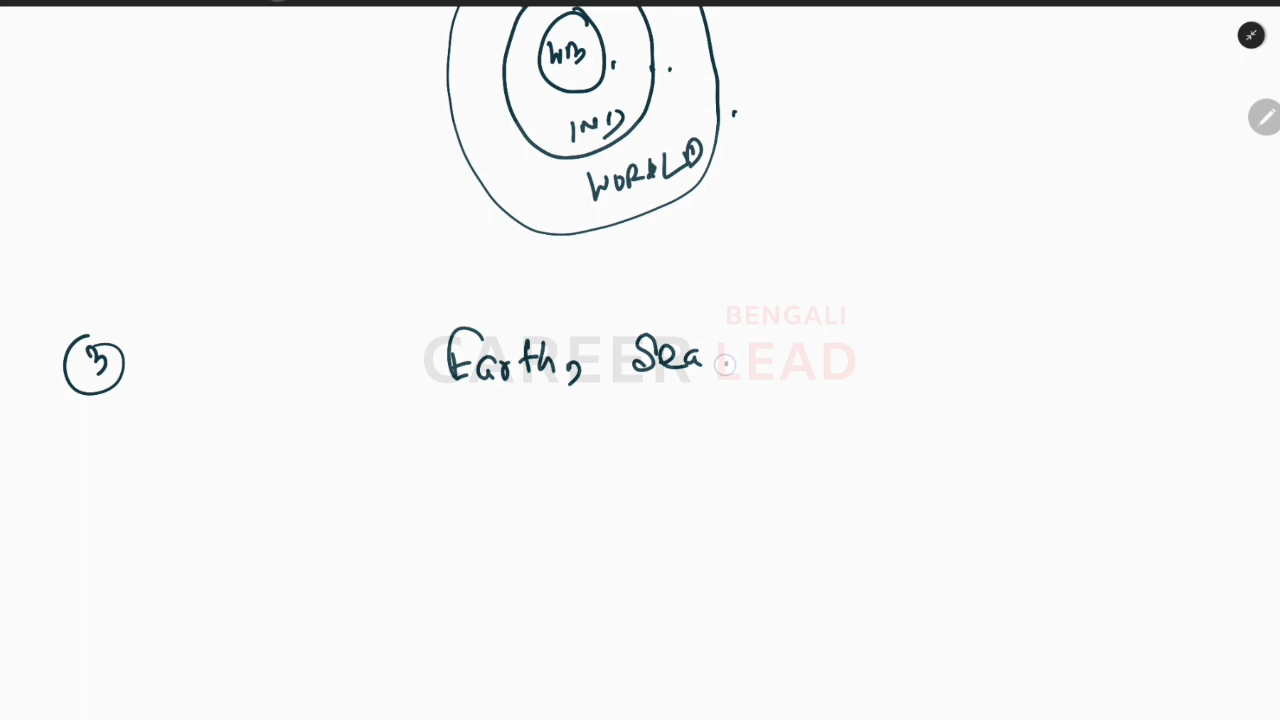 WB
IND
WORLD
BENGALI
CAREER LEAD
3 Earth, Sea